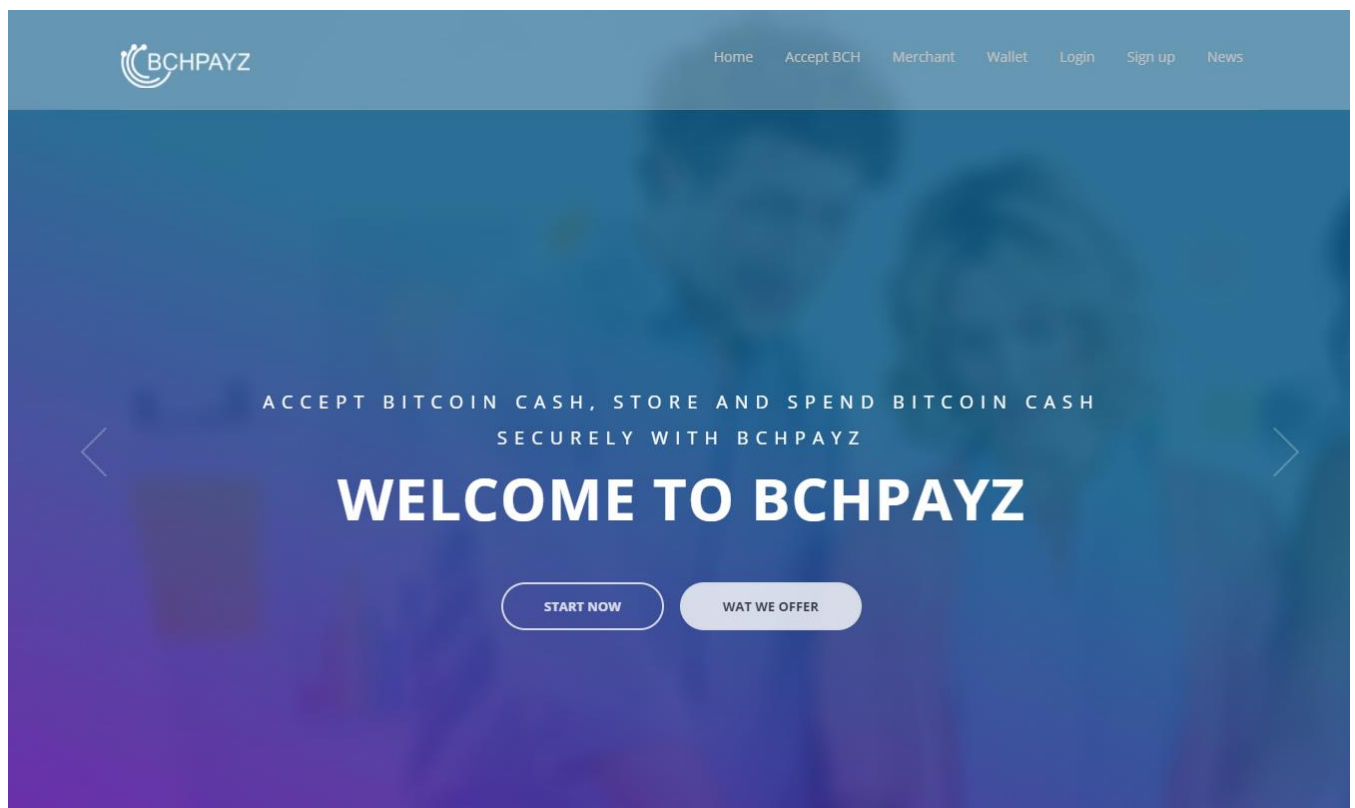 BCHPAYZ
Home Accept BCH Merchant Wallet Login Sign up News
ACCEPT BITCOIN CASH, STORE AND SPEND BITCOIN CASH
SECURELY WITH BCHPAYZ
WELCOME TO BCHPAYZ
START NOW WAT WE OFFER